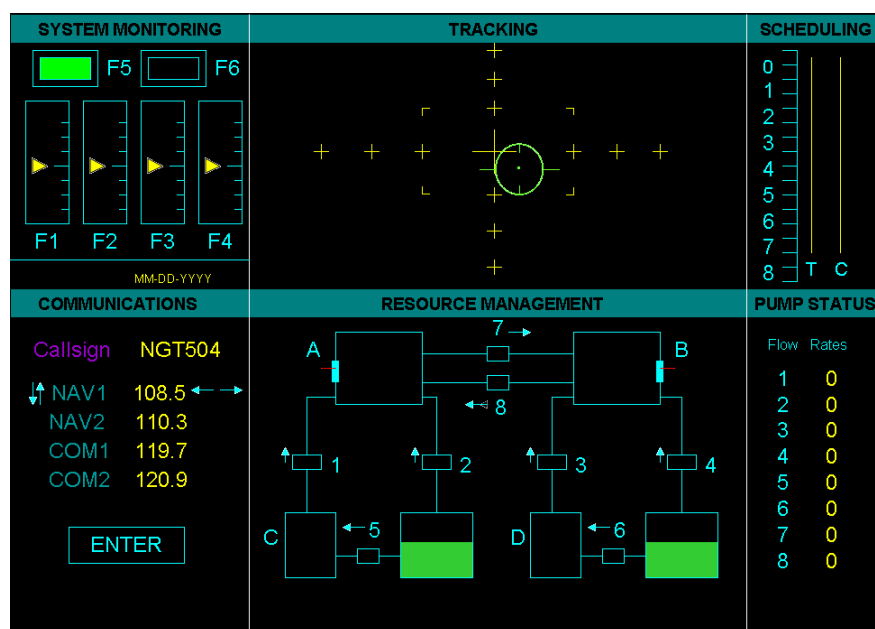 SYSTEM MONITORING
F5 F6
F1 F2 F3 F4
MM-DD-YYYY
TRACKING
SCHEDULING
0
1
2
3
4
5
6
7
8
T C
COMMUNICATIONS
Callsign NGT504
NAV1 108.5
NAV2 110.3
COM1 119.7
COM2 120.9
ENTER
RESOURCE MANAGEMENT
7
A B
8
1 2 3 4
C 5 D 6
PUMP STATUS
Flow Rates
1 0
2 0
3 0
4 0
5 0
6 0
7 0
8 0